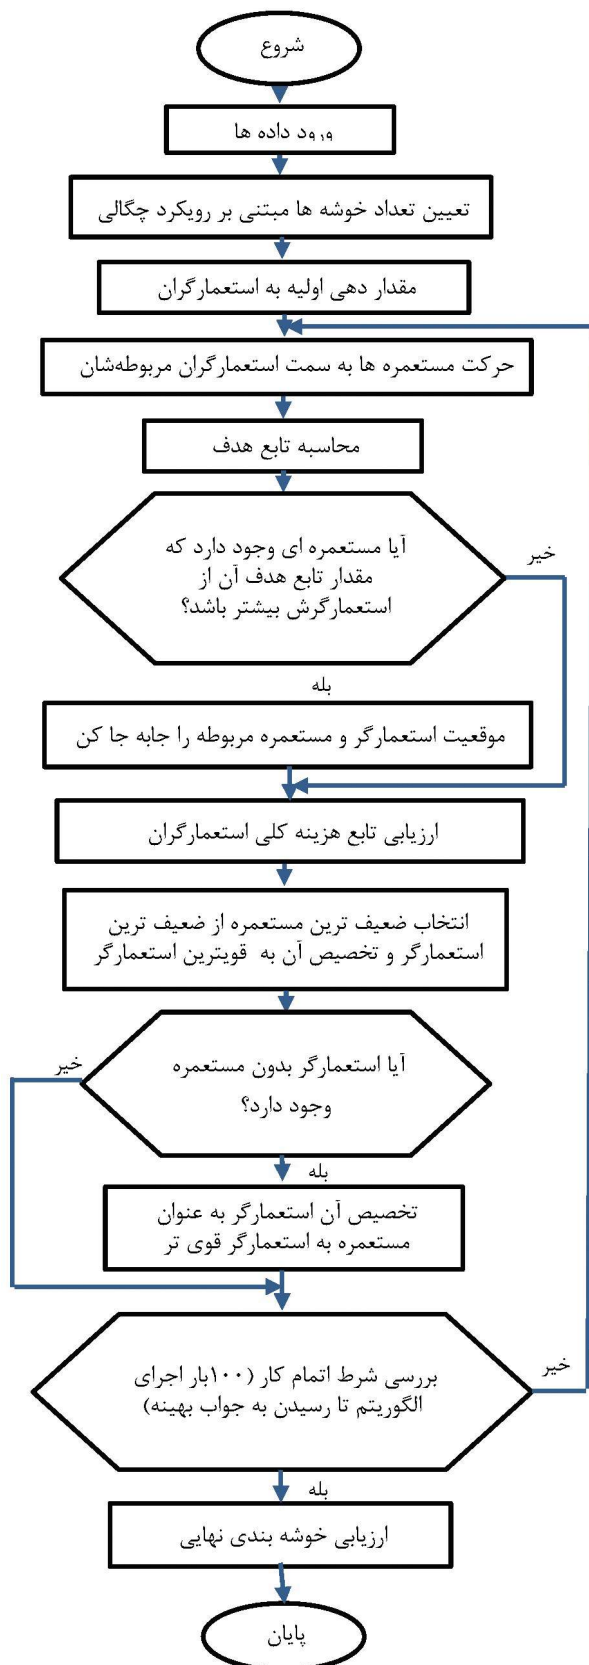 شروع
ورود داده ها
تعیین تعداد خوشه ها مبتنی بر رویکرد چگالی
مقدار دهی اولیه به استعمارگران
حرکت مستعمره ها به سمت استعمارگران مربوطه‌شان
محاسبه تابع هدف
آیا مستعمره ای وجود دارد که
مقدار تابع هدف آن از
استعمارگرش بیشتر باشد؟
خیر
بله
موقعیت استعمارگر و مستعمره مربوطه را جابه جا کن
ارزیابی تابع هزینه کلی استعمارگران
انتخاب ضعیف ترین مستعمره از ضعیف ترین
استعمارگر و تخصیص آن به قویترین استعمارگر
آیا استعمارگر بدون مستعمره
وجود دارد؟
خیر
بله
تخصیص آن استعمارگر به عنوان
مستعمره به استعمارگر قوی تر
بررسی شرط اتمام کار (۱۰۰بار اجرای
الگوریتم تا رسیدن به جواب بهینه)
خیر
بله
ارزیابی خوشه بندی نهایی
پایان